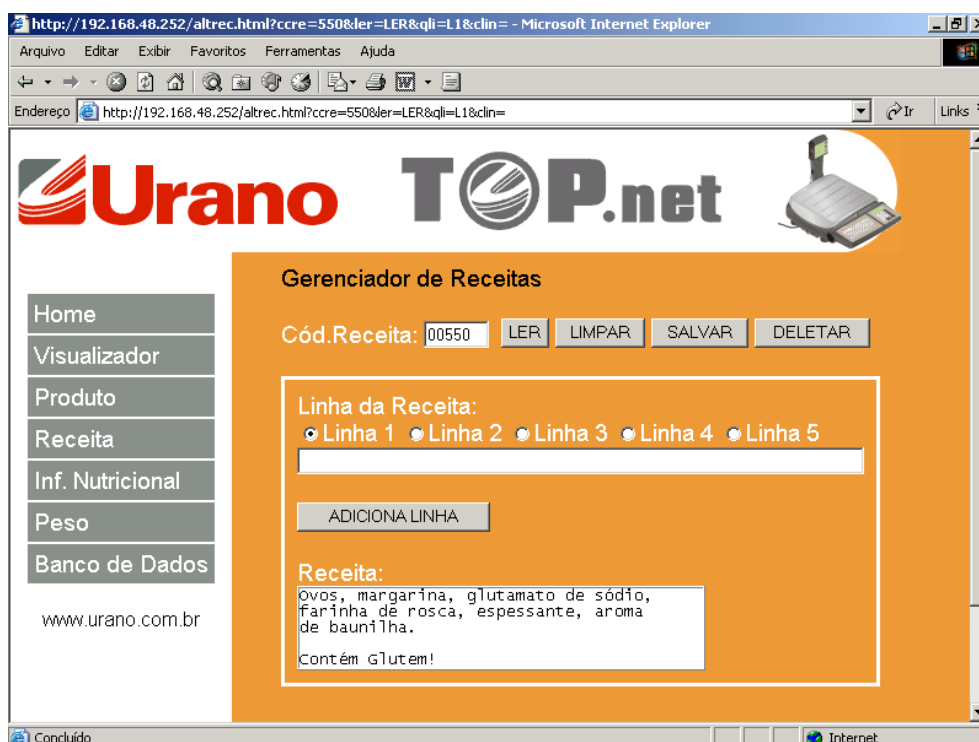 http://192.168.48.252/altrec.html?ccre=550&ler=LER&qli=L1&clin= - Microsoft Internet Explorer
Arquivo Editar Exibir Favoritos Ferramentas Ajuda
Endereço http://192.168.48.252/altrec.html?ccre=550&ler=LER&qli=L1&clin= Ir Links
Urano TOP.net
Gerenciador de Receitas
Home
Cód.Receita: 00550 LER LIMPAR SALVAR DELETAR
Visualizador
Produto
Linha da Receita:
Receita
Linha 1 Linha 2 Linha 3 Linha 4 Linha 5
Inf. Nutricional
Peso
ADICIONA LINHA
Banco de Dados
Receita:
Ovos, margarina, glutamato de sódio,
farinha de rosca, espessante, aroma
de baunilha.
www.urano.com.br
Contém Glutem!
Concluído Internet